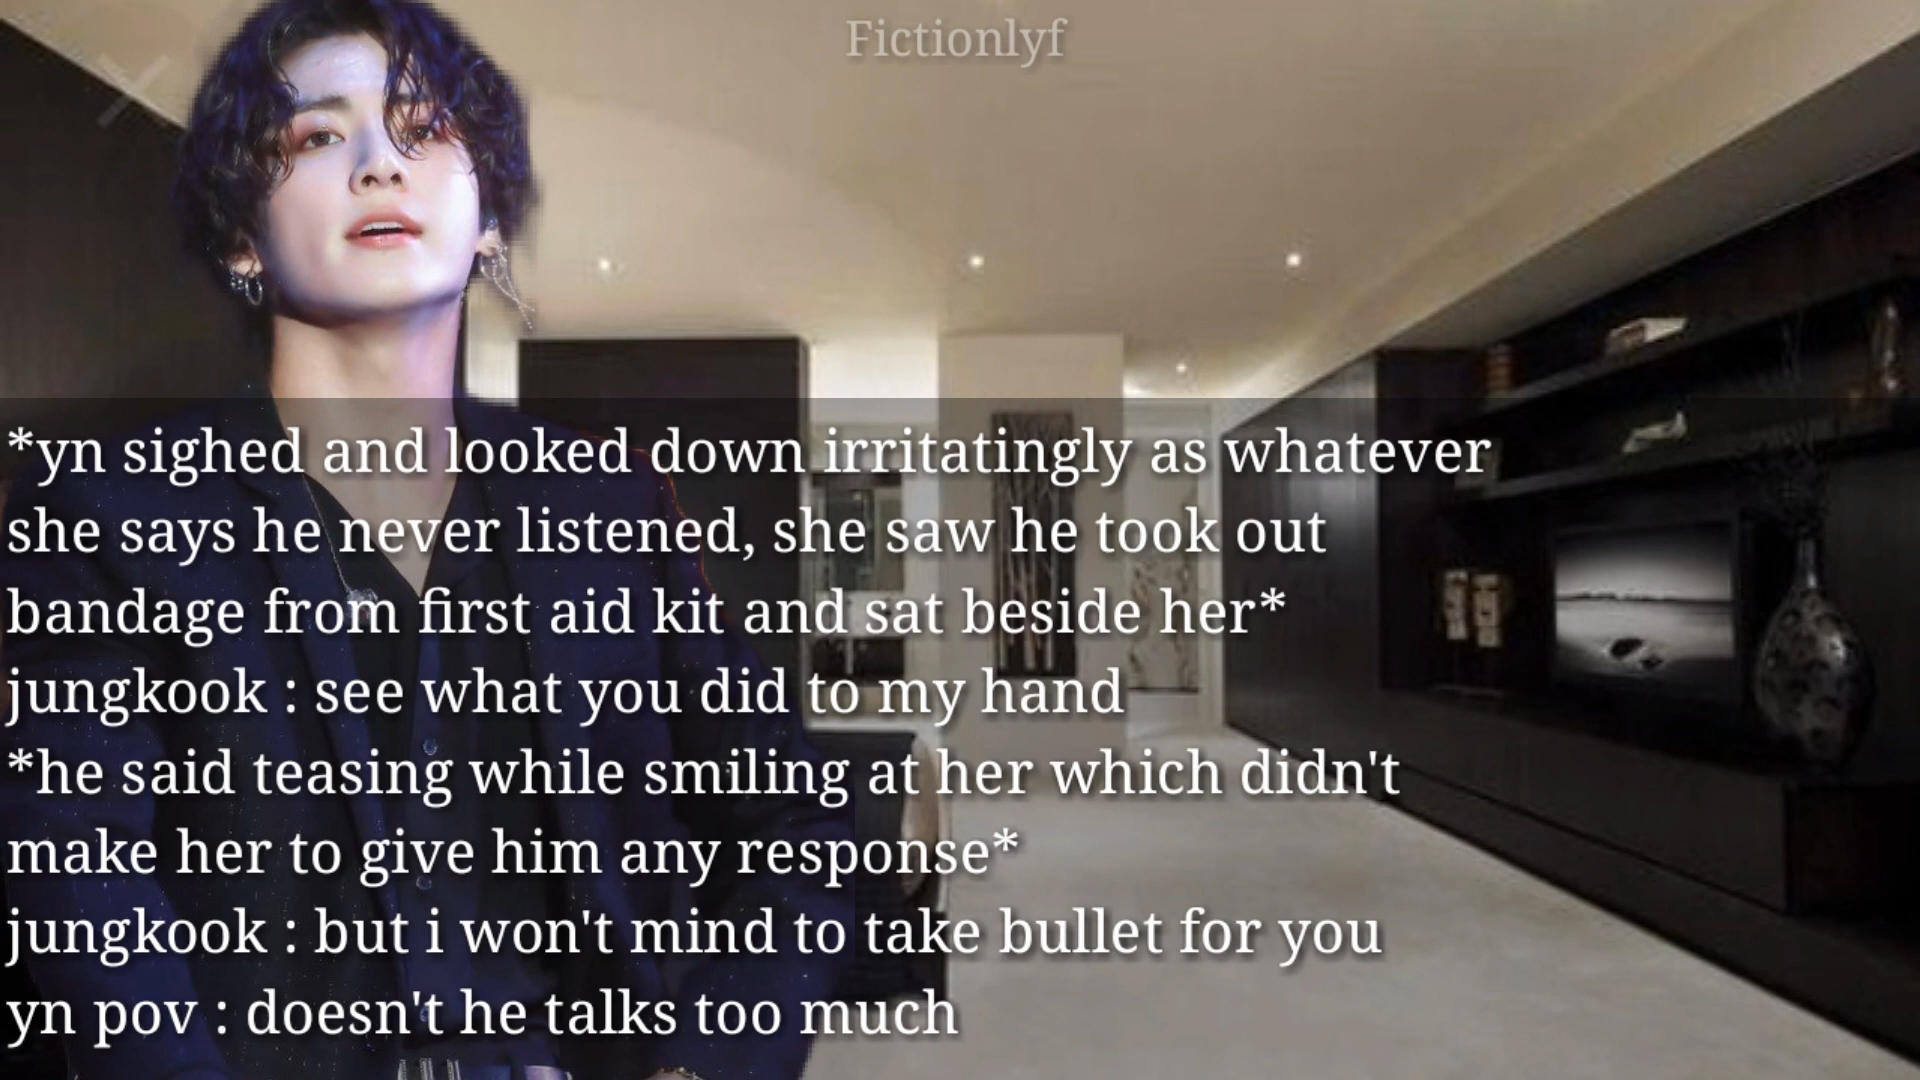 Fictionlyf
*yn sighed and looked down irritatingly as whatever
she says he never listened, she saw he took out
bandage from first aid kit and sat beside her*
jungkook : see what you did to my hand
*he said teasing while smiling at her which didn't
make her to give him any response*
jungkook : but i won't mind to take bullet for you
yn pov : doesn't he talks too much